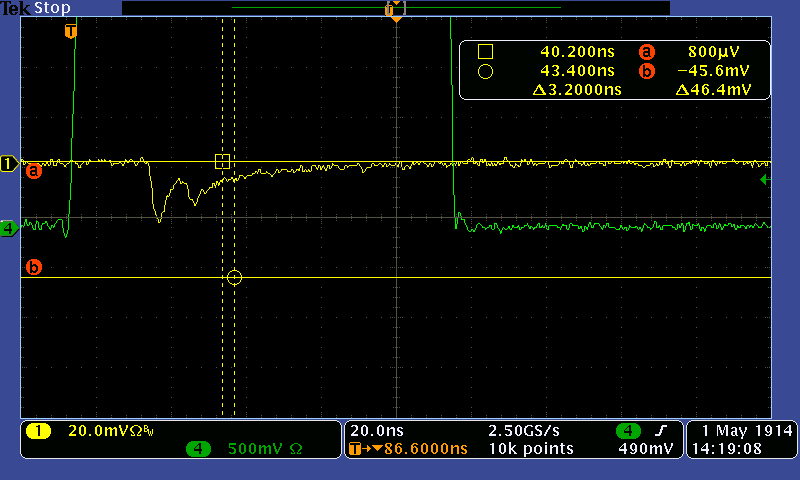 Tek Stop
T
T
40.200ns a 800μV
43.400ns b −45.6mV
Δ3.2000ns Δ46.4mV
1
a
4
b
1 20.0mVΩBW
4 500mV Ω
20.0ns
T→▼86.6000ns
2.50GS/s
10k points
4
490mV
1 May 1914
14:19:08